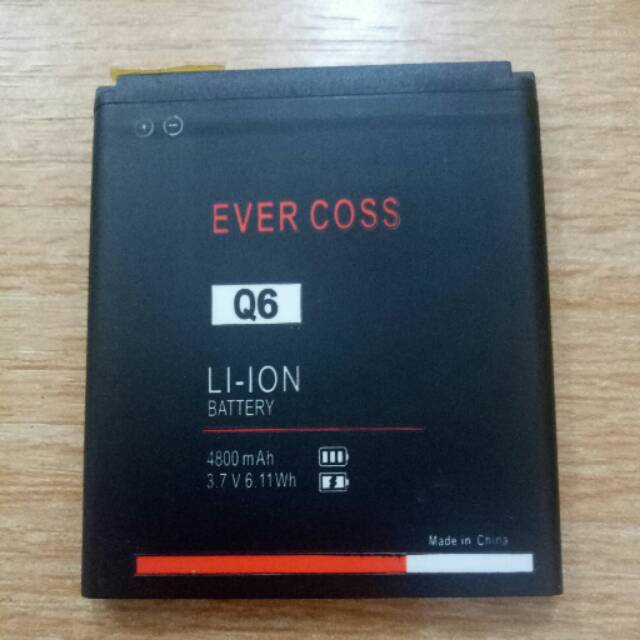 EVER COSS
Q6
LI-ION
BATTERY
4800 mAh
3.7 V 6.11Wh
Made in China